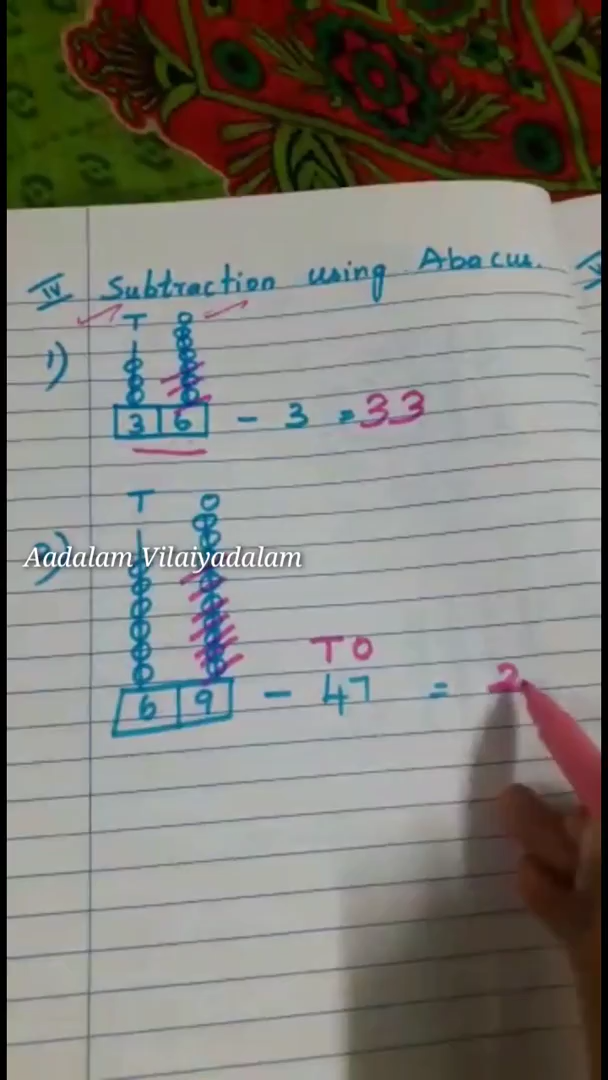 IV Subtraction using Abacus.
T O
1)
3 6 - 3 = 33
T O
2)
Aadalam Vilaiyadalam
T O
6 9 - 47 = 2